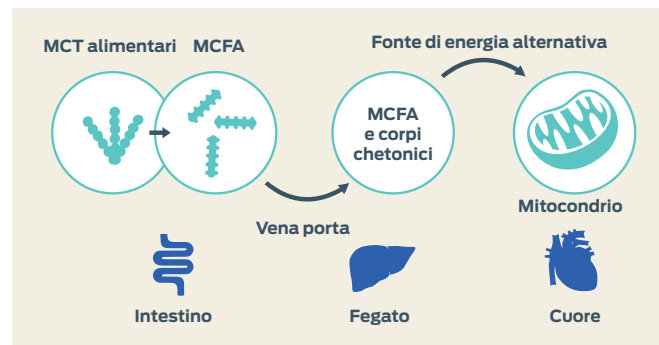 MCT alimentari
MCFA
Fonte di energia alternativa
MCFA
e corpi
chetonici
Mitocondrio
Vena porta
Intestino
Fegato
Cuore